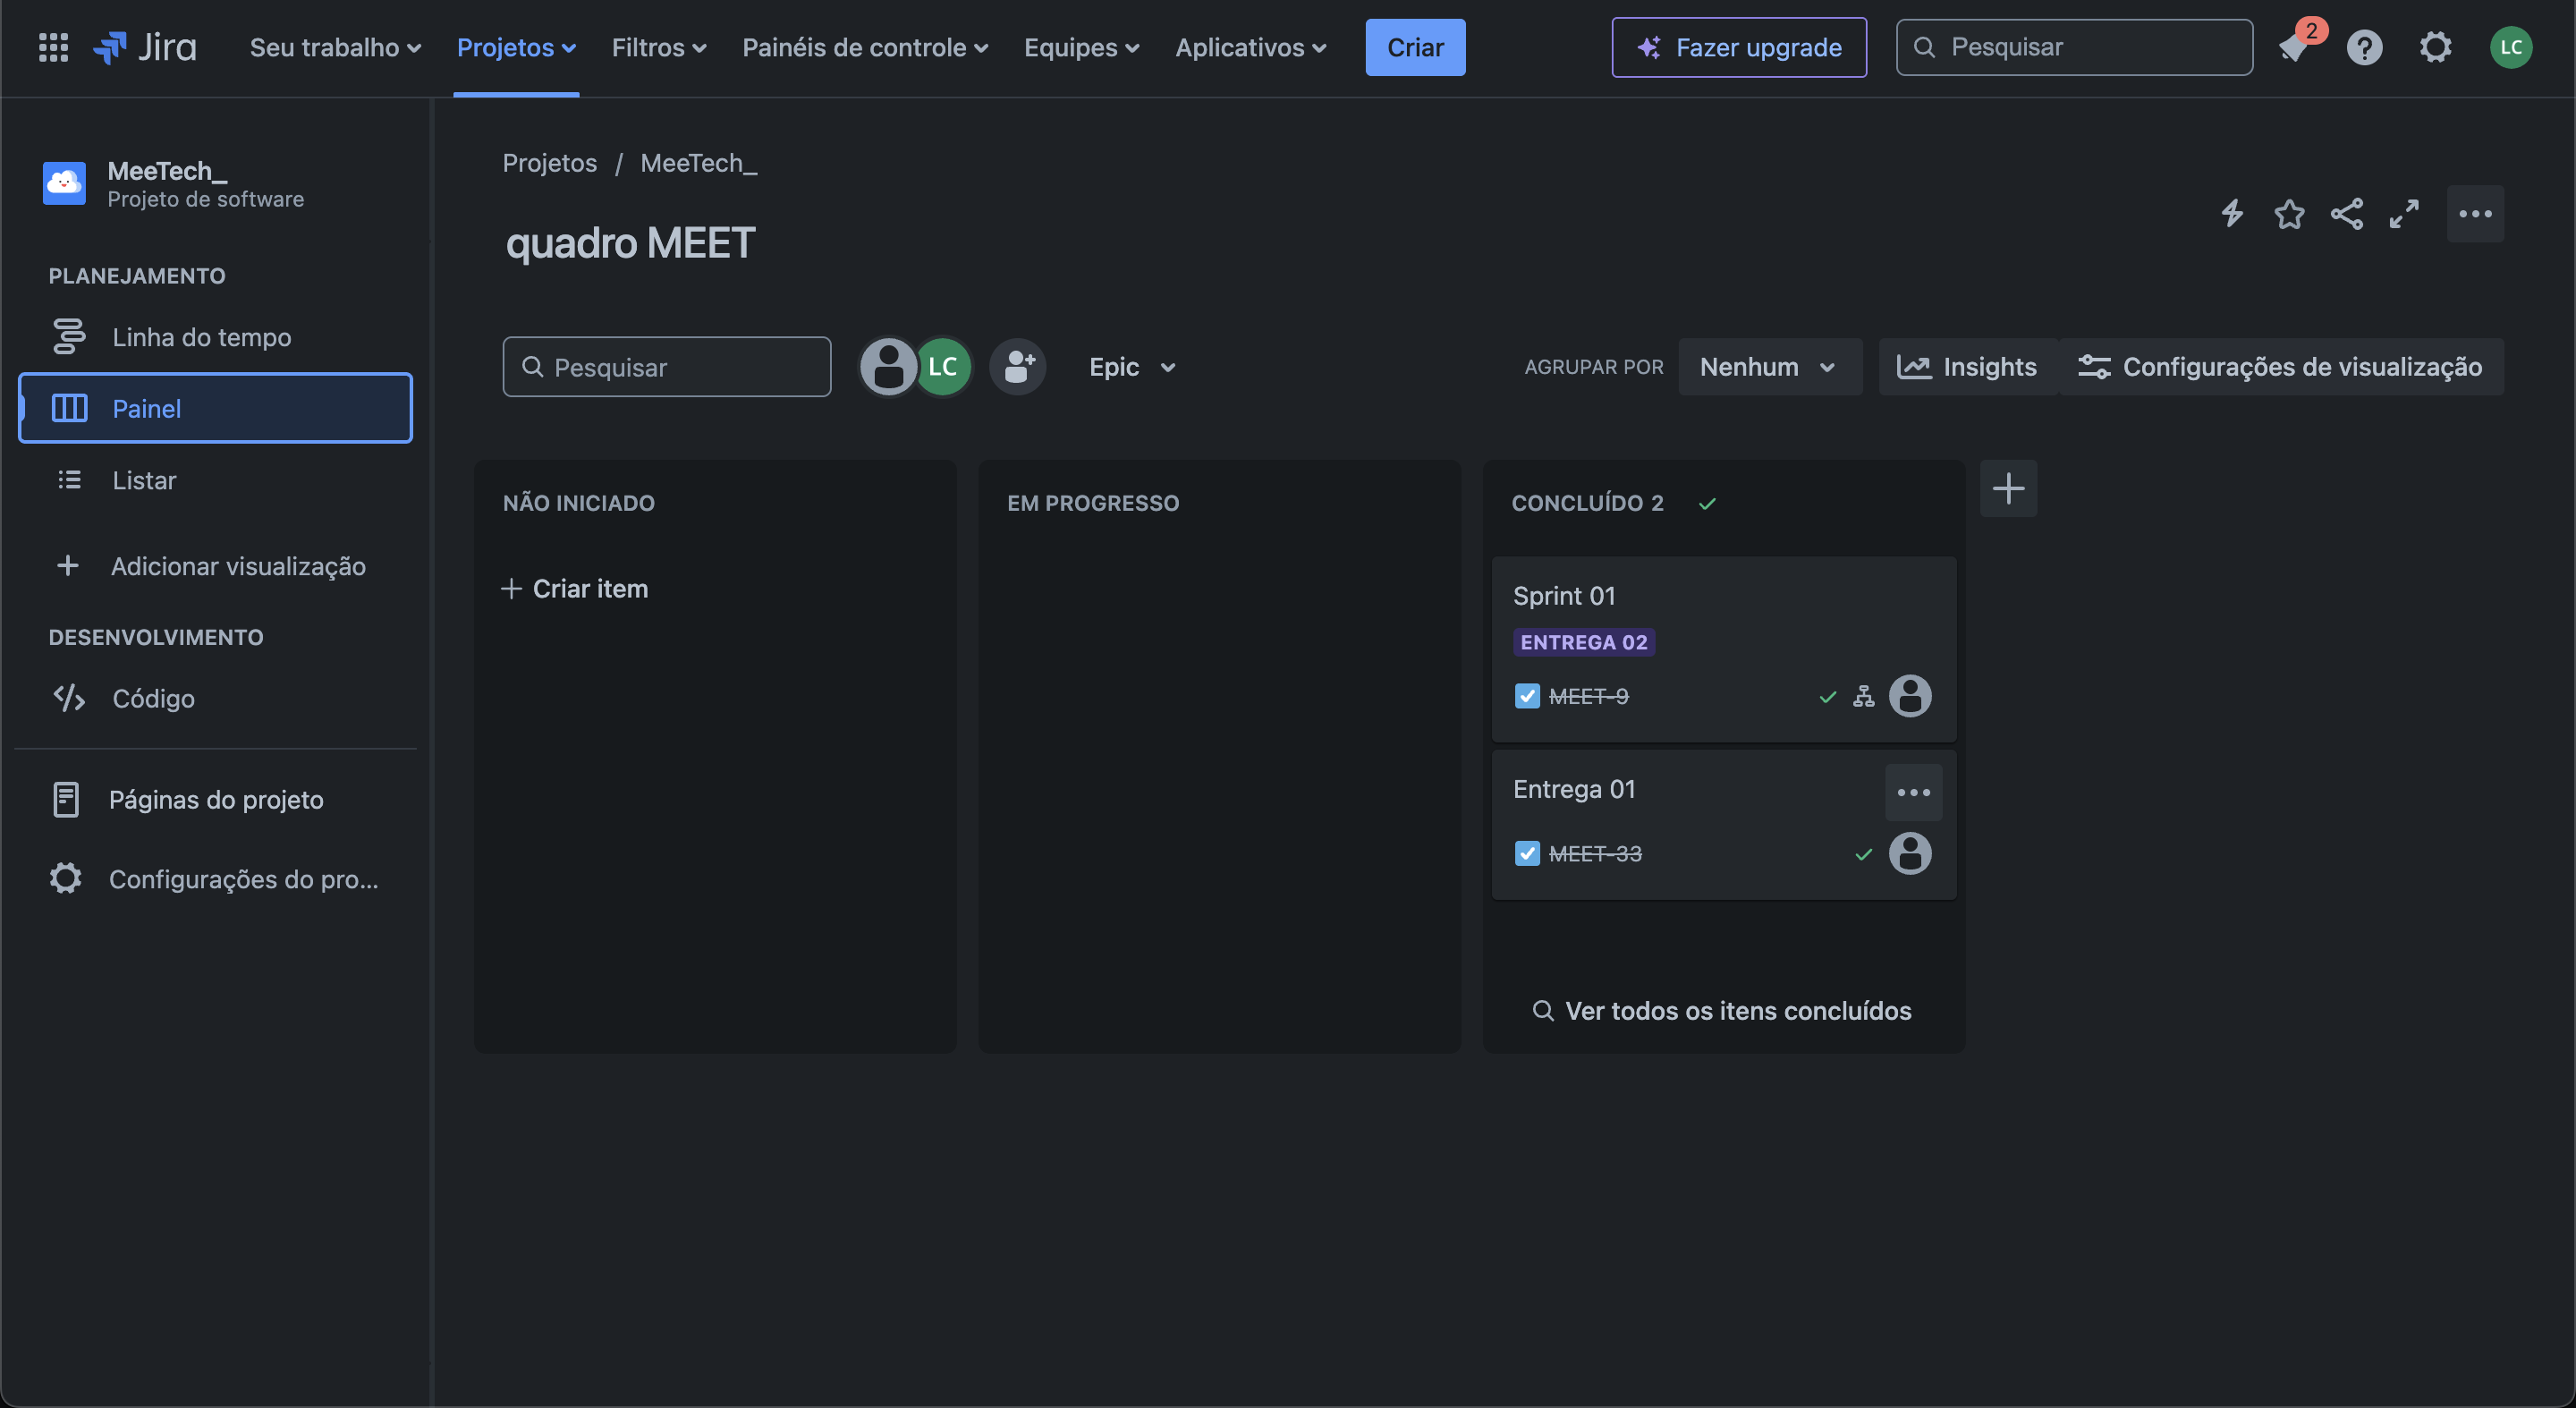 Jira
Seu trabalho
Projetos
Filtros
Painéis de controle
Equipes
Aplicativos
Criar
Fazer upgrade
Pesquisar
2
LC
MeeTech_
Projeto de software
PLANEJAMENTO
Linha do tempo
Painel
Listar
Adicionar visualização
DESENVOLVIMENTO
Código
Páginas do projeto
Configurações do pro...
Projetos / MeeTech_
quadro MEET
Pesquisar
LC
Epic
AGRUPAR POR
Nenhum
Insights
Configurações de visualização
NÃO INICIADO
Criar item
EM PROGRESSO
CONCLUÍDO 2
Sprint 01
ENTREGA 02
MEET-9
Entrega 01
MEET-33
Ver todos os itens concluídos